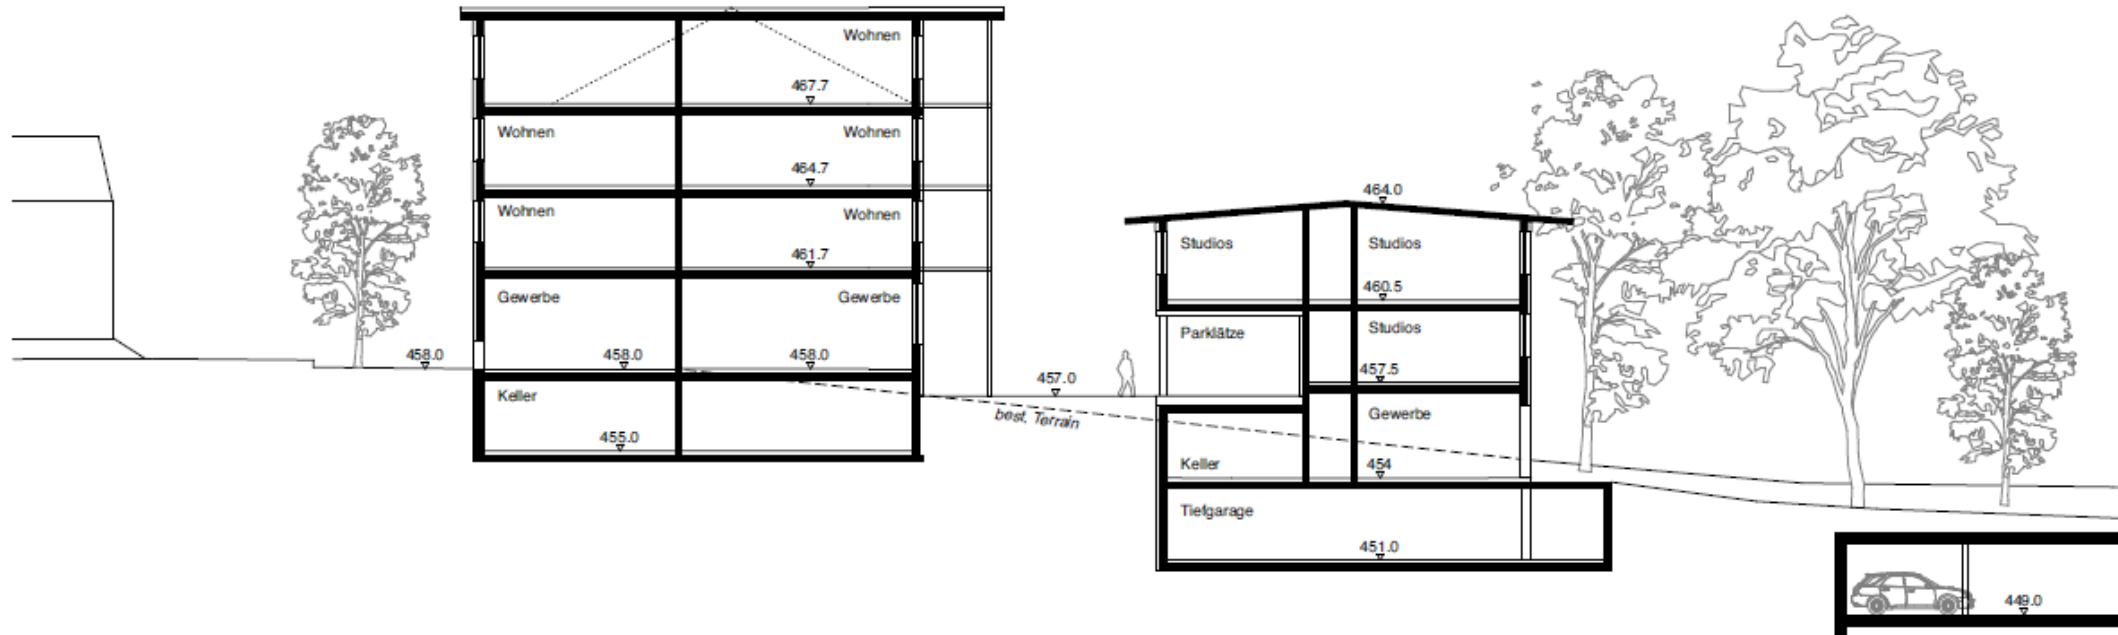 Wohnen
467.7
Wohnen
Wohnen
464.7
464.0
Wohnen
Wohnen
Studios
Studios
461.7
460.5
Gewerbe
Gewerbe
Parklätze
Studios
458.0
458.0
458.0
457.5
457.0
Keller
best, Terrain
Gewerbe
455.0
Keller
454
Tiefgarage
451.0
449.0